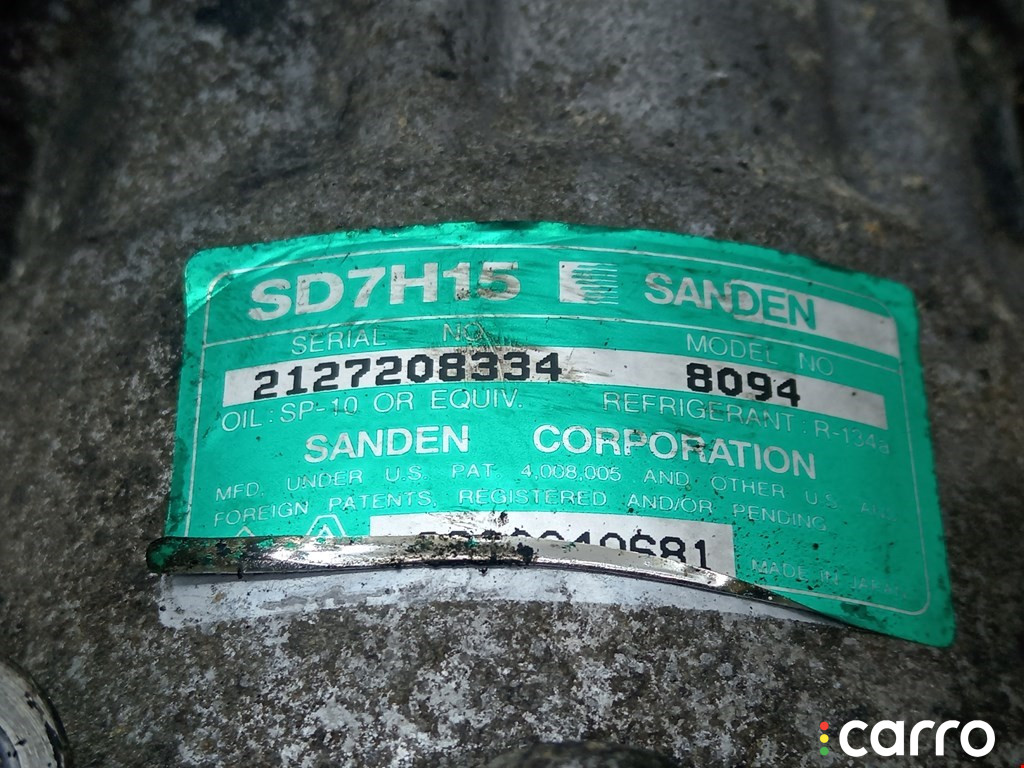 SD7H15 SANDEN
SERIAL NO. MODEL NO
2127208334 8094
OIL : SP-10 OR EQUIV. REFRIGERANT : R-134a
SANDEN CORPORATION
MFD. UNDER U.S. PAT. 4,008,005 AND OTHER U.S. AND
FOREIGN PATENTS, REGISTERED AND/OR PENDING.
MADE IN JAPAN
carro